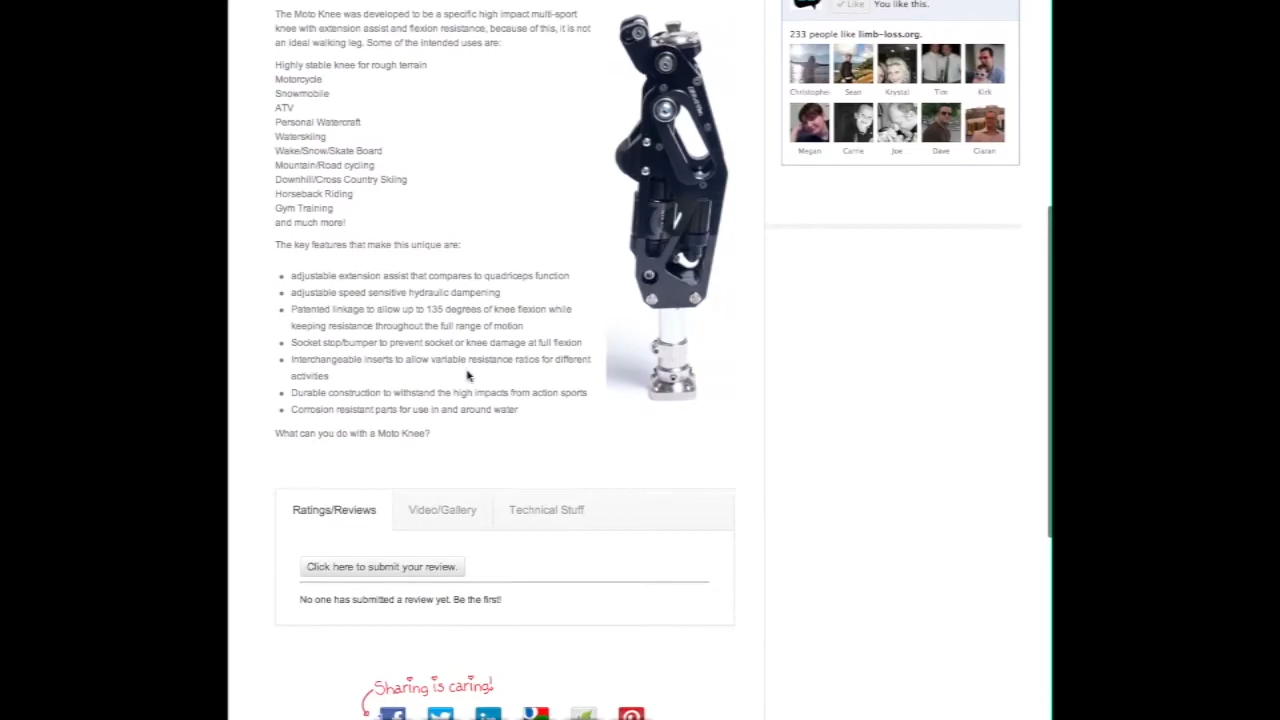 The Moto Knee was developed to be a specific high impact multi-sport
knee with extension assist and flexion resistance, because of this, it is not
an ideal walking leg. Some of the intended uses are:
Highly stable knee for rough terrain
Motorcycle
Snowmobile
ATV
Personal Watercraft
Waterskiing
Wake/Snow/Skate Board
Mountain/Road cycling
Downhill/Cross Country Skiing
Horseback Riding
Gym Training
and much more!
The key features that make this unique are:
adjustable extension assist that compares to quadriceps function
adjustable speed sensitive hydraulic dampening
Patented linkage to allow up to 135 degrees of knee flexion while
keeping resistance throughout the full range of motion
Socket stop/bumper to prevent socket or knee damage at full flexion
Interchangeable inserts to allow variable resistance ratios for different
activities
Durable construction to withstand the high impacts from action sports
Corrosion resistant parts for use in and around water
What can you do with a Moto Knee?
Ratings/Reviews Video/Gallery Technical Stuff
Click here to submit your review.
No one has submitted a review yet. Be the first!
Sharing is caring!
Like You like this.
233 people like limb-loss.org.
Christopher Sean Krystal Tim Kirk
Megan Carrie Joe Dave Ciaran